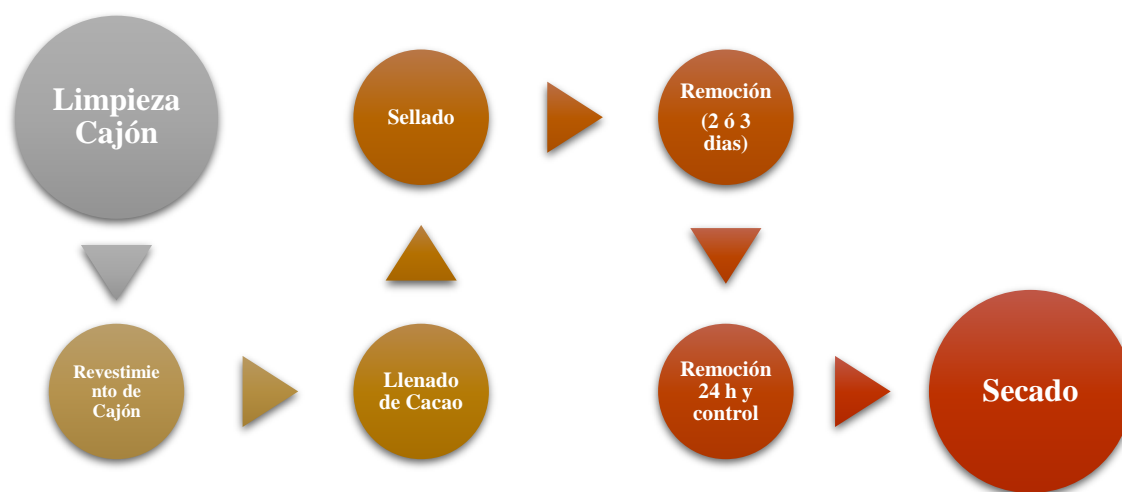 Limpieza
Cajón
Revestimie
nto de
Cajón
Llenado
de Cacao
Sellado
Remoción
(2 ó 3
dias)
Remoción
24 h y
control
Secado